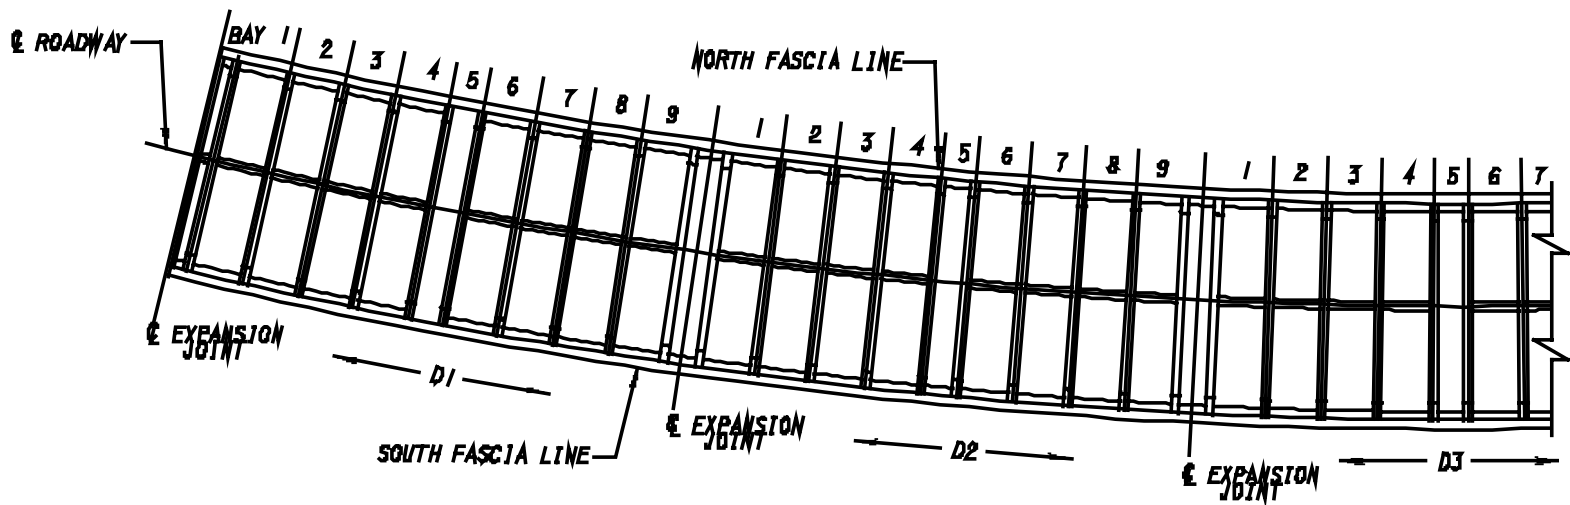 ℄ ROADWAY
BAY 1 2 3 4 5 6 7 8 9
NORTH FASCIA LINE
1 2 3 4 5 6 7 8 9
1 2 3 4 5 6 7
℄ EXPANSION
JOINT
D1
SOUTH FASCIA LINE
℄ EXPANSION
JOINT
D2
℄ EXPANSION
JOINT
D3